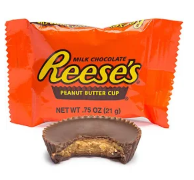 MILK CHOCOLATE
Reese's
PEANUT BUTTER CUP
NET WT .75 OZ (21 g)